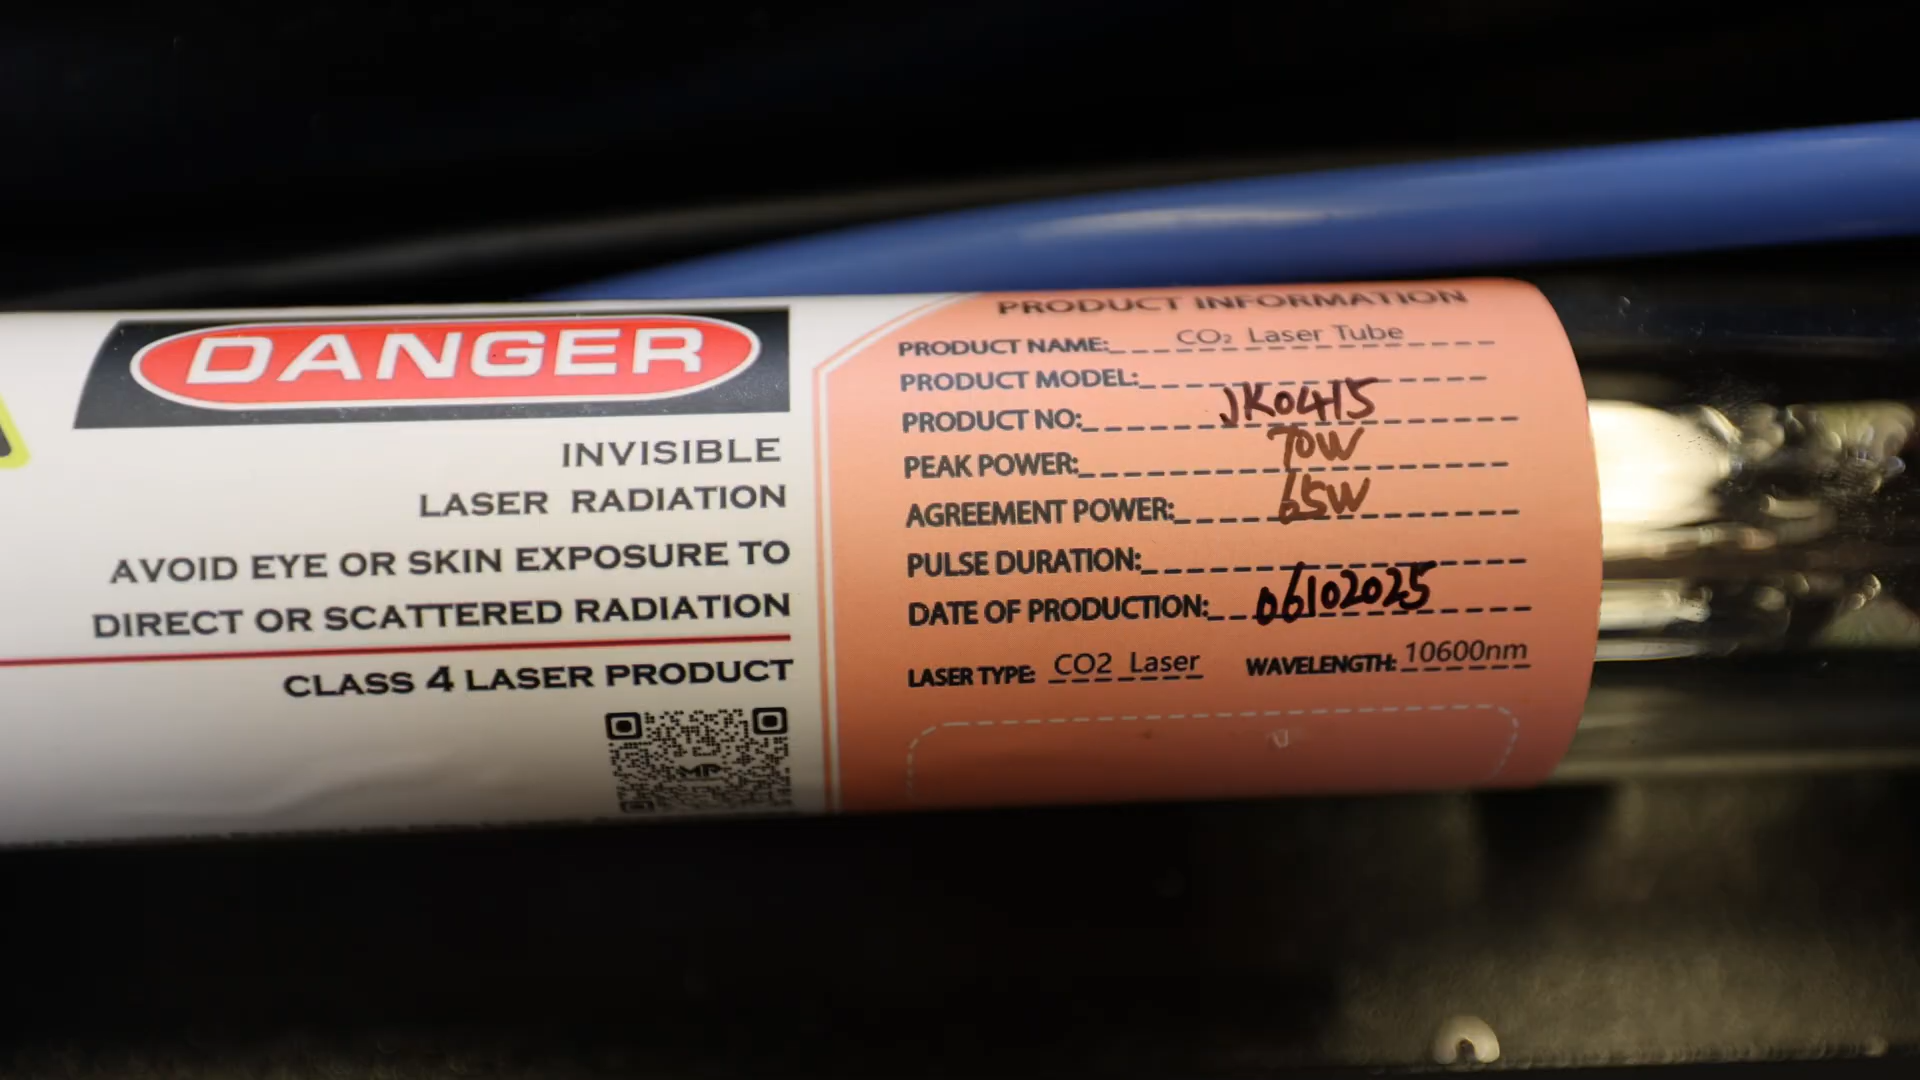 DANGER
INVISIBLE
LASER RADIATION
AVOID EYE OR SKIN EXPOSURE TO
DIRECT OR SCATTERED RADIATION
CLASS 4 LASER PRODUCT
MP
PRODUCT INFORMATION
PRODUCT NAME: CO₂ Laser Tube
PRODUCT MODEL:
PRODUCT NO: JK0415
PEAK POWER: 70W
AGREEMENT POWER: 65W
PULSE DURATION:
DATE OF PRODUCTION: 06102025
LASER TYPE: CO2 Laser WAVELENGTH: 10600nm